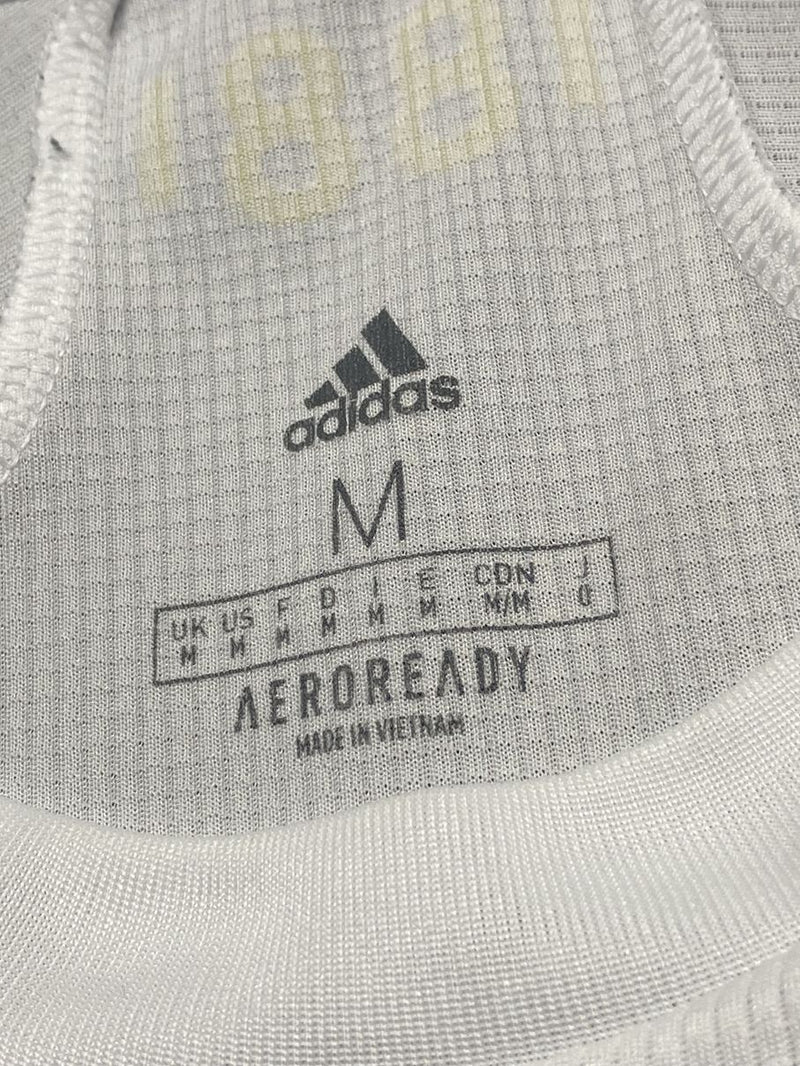 adidas
M
UK US F D I E CDN J
M M M M M M M/M O
AEROREADY
MADE IN VIETNAM